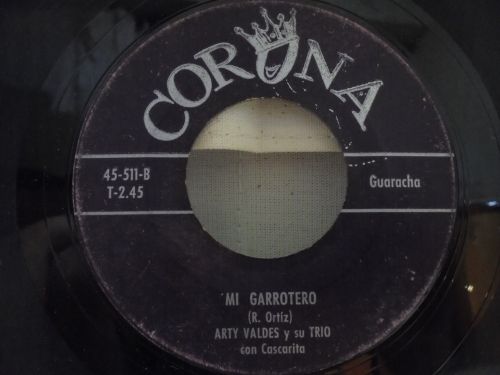 CORONA
45-511-B
T-2.45
Guaracha
MI GARROTERO
(R. Ortiz)
ARTY VALDES y su TRIO
con Cascarita